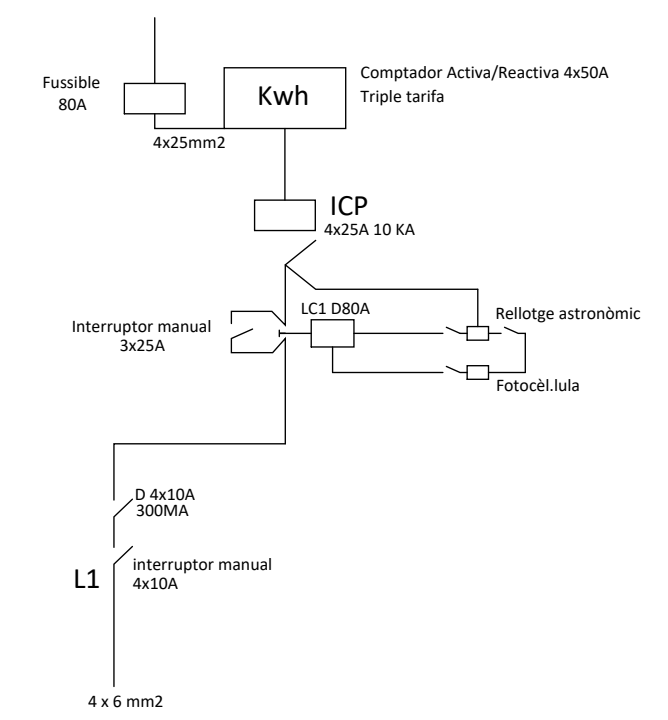 Fussible
80A
Kwh
Comptador Activa/Reactiva 4x50A
Triple tarifa
4x25mm2
ICP
4x25A 10 KA
LC1 D80A
Rellotge astronòmic
Interruptor manual
3x25A
Fotocèl.lula
D 4x10A
300MA
L1
interruptor manual
4x10A
4 x 6 mm2